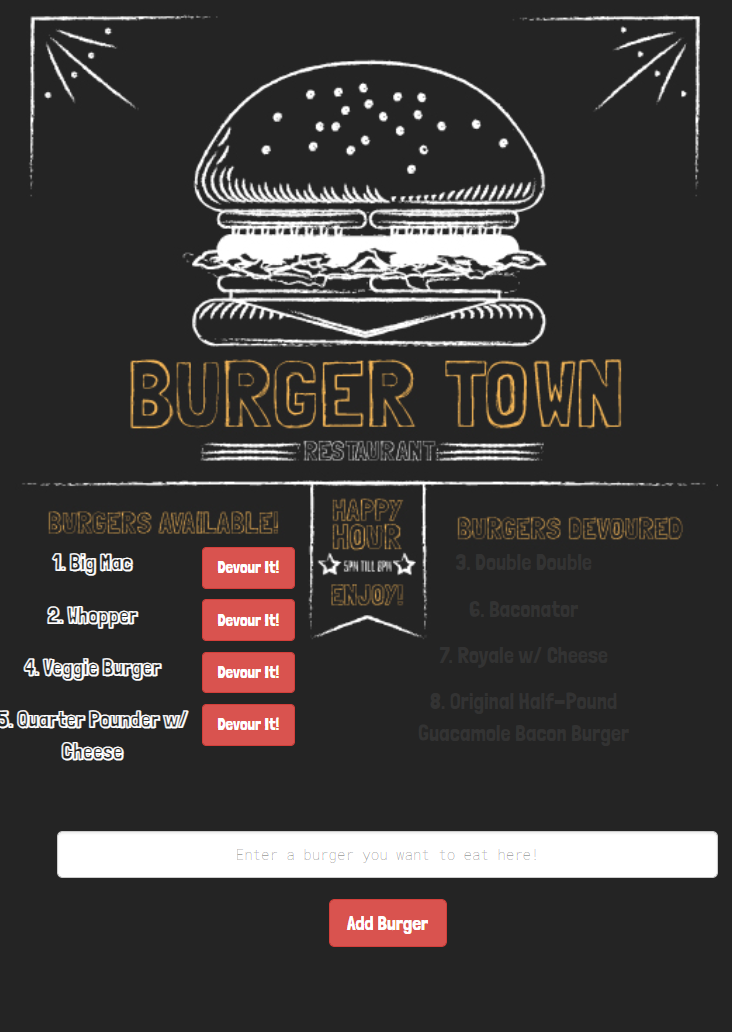 BURGER TOWN
RESTAURANT
BURGERS AVAILABLE!
1. Big Mac
Devour It!
2. Whopper
Devour It!
4. Veggie Burger
Devour It!
5. Quarter Pounder w/
Cheese
Devour It!
HAPPY
HOUR
5PM TILL 8PM
ENJOY!
BURGERS DEVOURED
3. Double Double
6. Baconator
7. Royale w/ Cheese
8. Original Half-Pound
Guacamole Bacon Burger
Enter a burger you want to eat here!
Add Burger